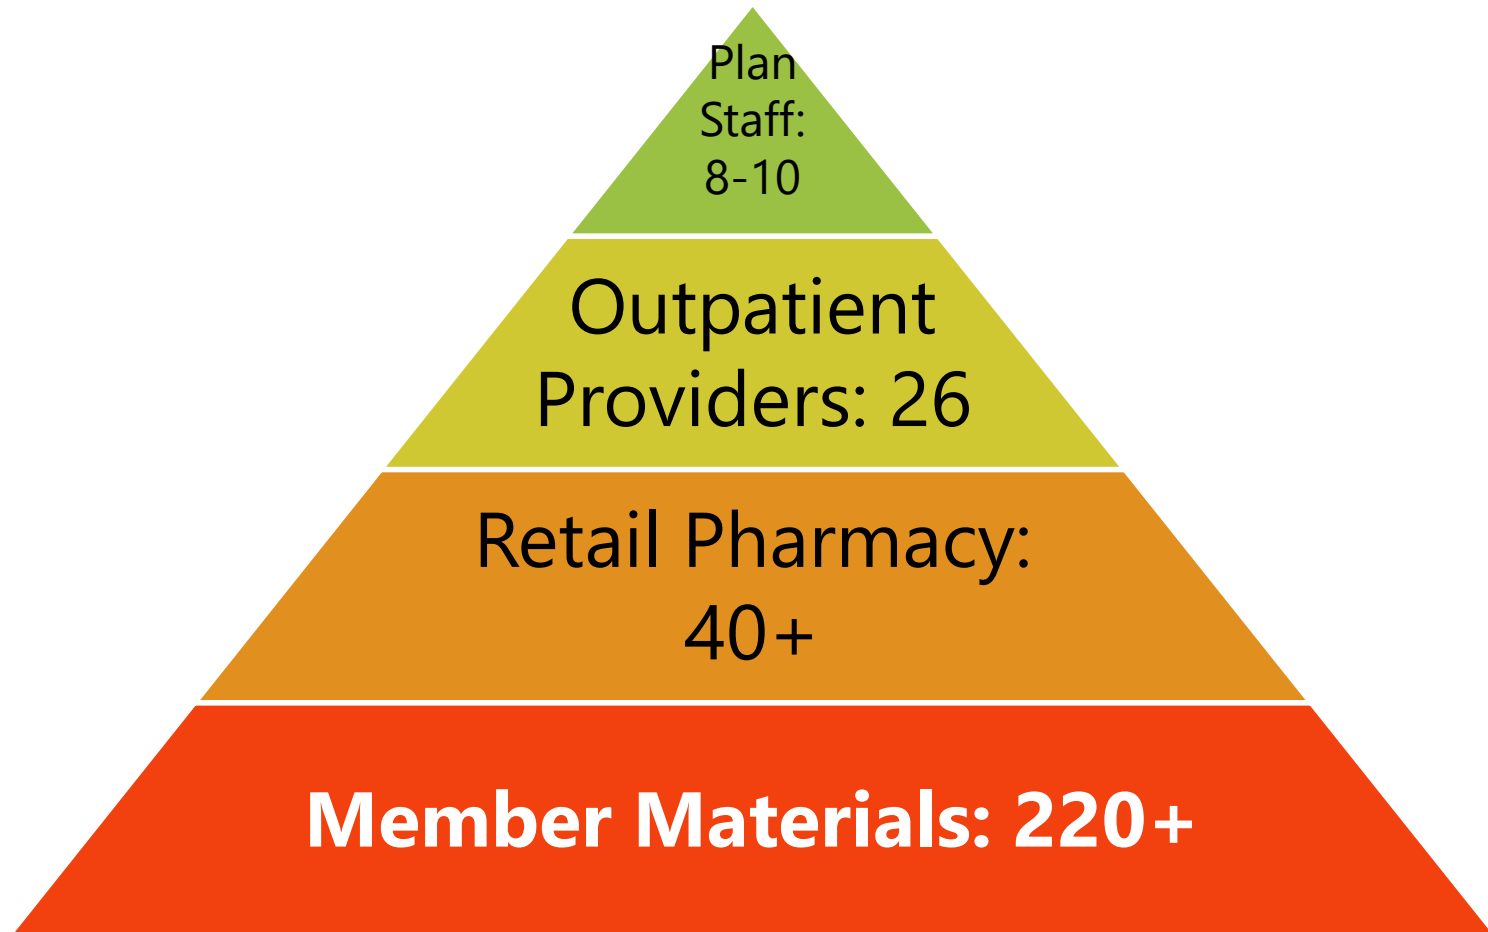 Plan
Staff:
8-10
Outpatient
Providers: 26
Retail Pharmacy:
40+
Member Materials: 220+